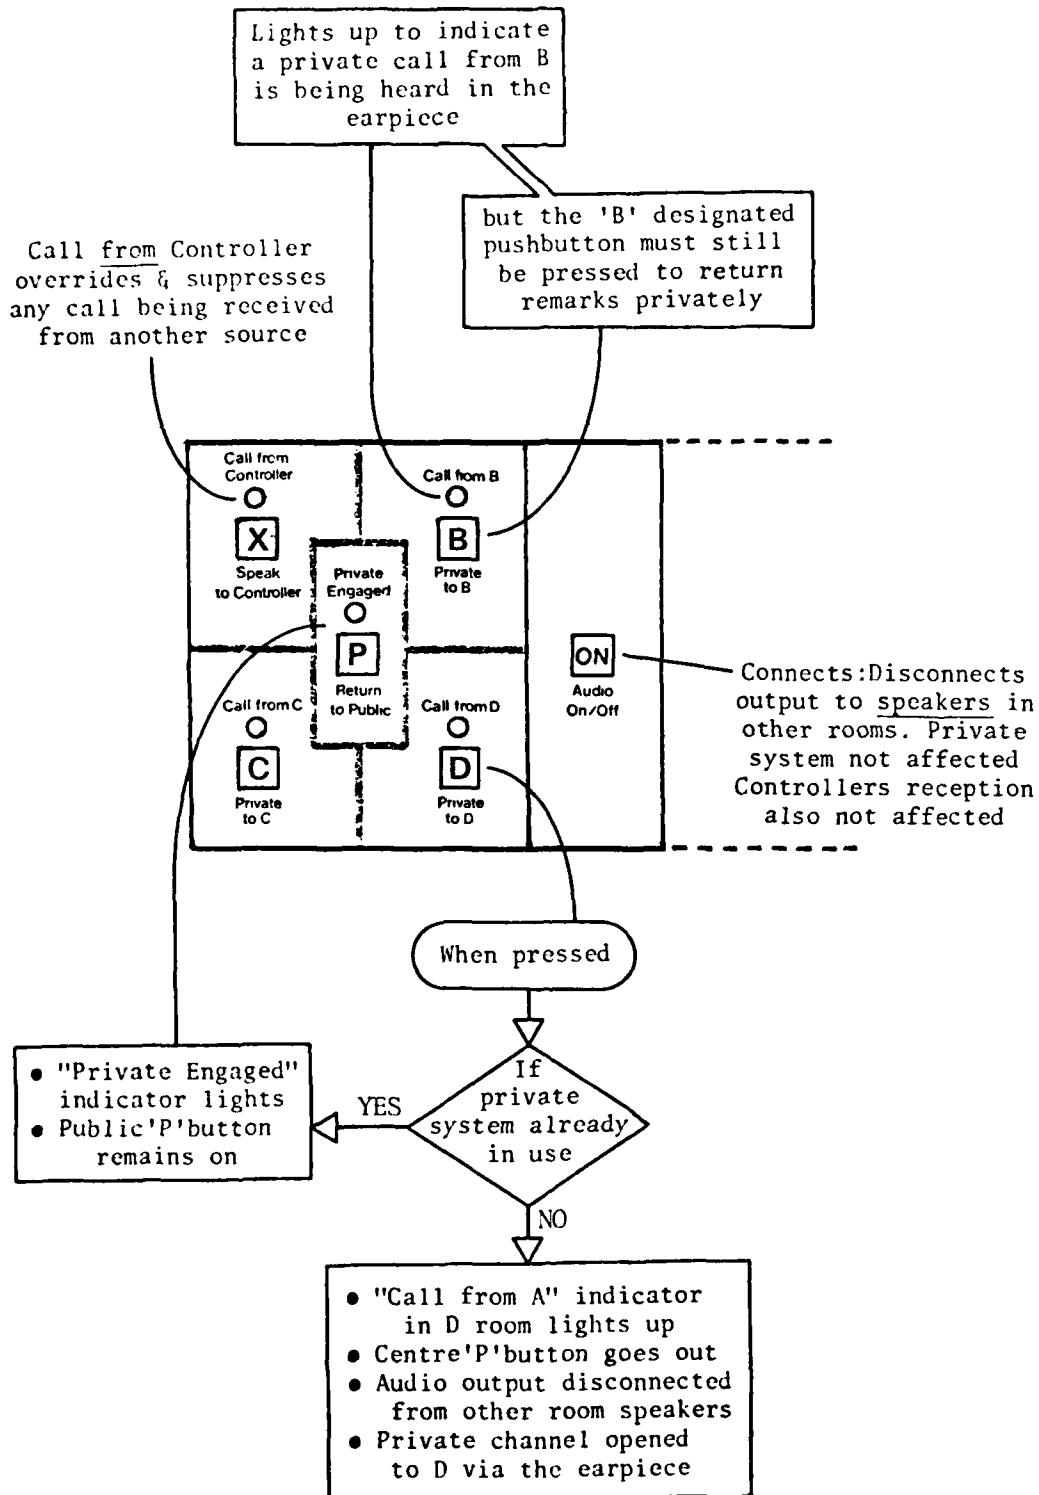 Lights up to indicate
a private call from B
is being heard in the
earpiece
but the 'B' designated
pushbutton must still
be pressed to return
remarks privately
Call from Controller
overrides & suppresses
any call being received
from another source
Call from
Controller
X
Speak
to Controller
Call from B
B
Private
to B
Private
Engaged
P
Return
to Public
ON
Audio
On/Off
Call from C
C
Private
to C
Call from D
D
Private
to D
Connects:Disconnects
output to speakers in
other rooms. Private
system not affected
Controllers reception
also not affected
When pressed
If
private
system already
in use
YES
• "Private Engaged"
indicator lights
• Public'P'button
remains on
NO
• "Call from A" indicator
in D room lights up
• Centre'P'button goes out
• Audio output disconnected
from other room speakers
• Private channel opened
to D via the earpiece